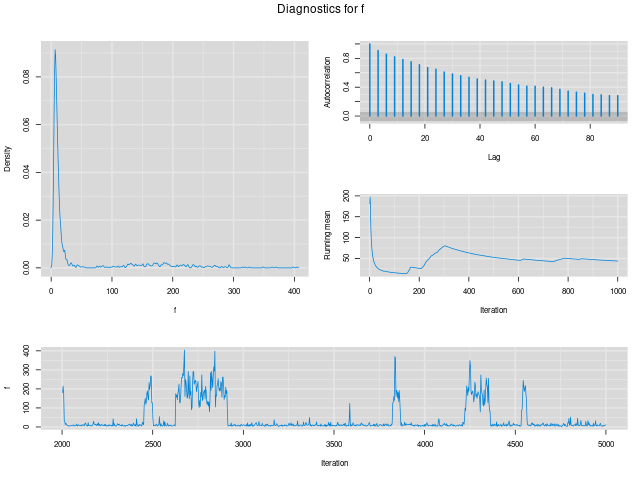 Diagnostics for f
Density
0.00 0.02 0.04 0.06 0.08
0 100 200 300 400
f
Autocorrelation
0.0 0.4 0.8
0 20 40 60 80
Lag
Running mean
50 100 150 200
0 200 400 600 800 1000
Iteration
f
0 100 200 300 400
2000 2500 3000 3500 4000 4500 5000
Iteration